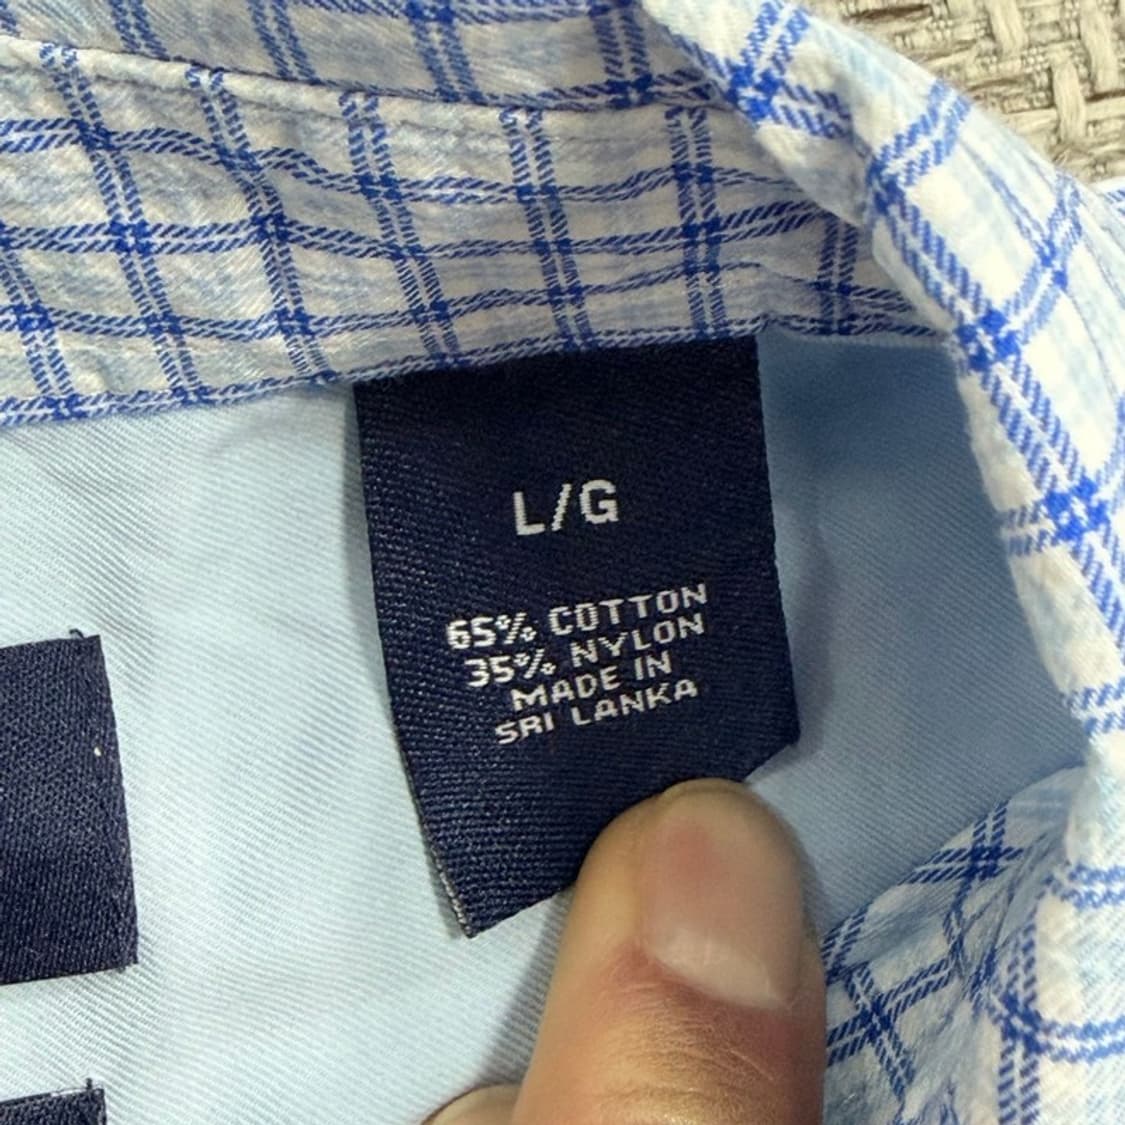 L/G
65% COTTON
35% NYLON
MADE IN
SRI LANKA